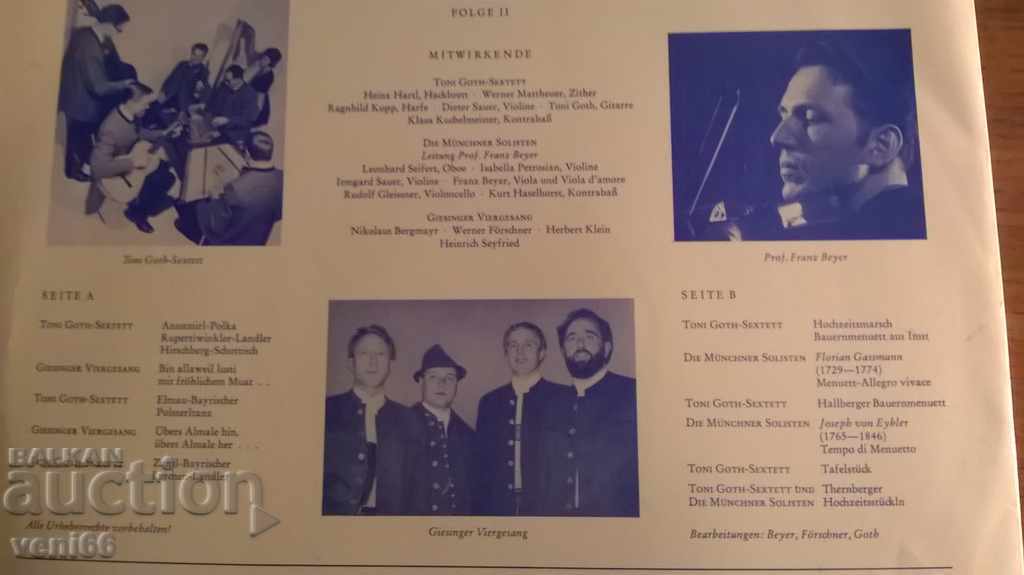 FOLGE II
MITWIRKENDE
TONI GOTH-SEXTETT
Heinz Hartl, Hackbrett · Werner Mattheuer, Zither
Ragnhild Kopp, Harfe · Dieter Sauer, Violine · Toni Goth, Gitarre
Klaus Kuchelmeister, Kontrabaß
DIE MÜNCHNER SOLISTEN
Leitung Prof. Franz Beyer
Leonhard Seifert, Oboe · Isabella Petrosian, Violine
Irmgard Sauer, Violine · Franz Beyer, Viola und Viola d'amore
Rudolf Gleissner, Violoncello · Kurt Haselhorst, Kontrabaß
GIESINGER VIERGESANG
Nikolaus Bergmayr · Werner Förschner · Herbert Klein
Heinrich Seyfried
Toni Goth-Sextett
Prof. Franz Beyer
SEITE A
TONI GOTH-SEXTETT Annamirl-Polka
Rupertiwinkler-Landler
Hirschberg-Schottisch
GIESINGER VIERGESANG Bin allaweil lusti
mit fröhlichem Muat . .
TONI GOTH-SEXTETT Elmau-Bayrischer
Polsterltanz
GIESINGER VIERGESANG Übers Almale hin,
übers Almale her . . .
Bayrischer
Landler
Alle Urheberrechte vorbehalten!
Giesinger Viergesang
SEITE B
TONI GOTH-SEXTETT Hochzeitsmarsch
Bauernmenuett aus Imst
DIE MÜNCHNER SOLISTEN Florian Gassmann
(1729—1774)
Menuett-Allegro vivace
TONI GOTH-SEXTETT Hallberger Bauernmenuett
DIE MÜNCHNER SOLISTEN Joseph von Eybler
(1765—1846)
Tempo di Menuetto
TONI GOTH-SEXTETT Tafelstück
TONI GOTH-SEXTETT UND Thernberger
DIE MÜNCHNER SOLISTEN Hochzeitsstückln
Bearbeitungen: Beyer, Förschner, Goth
BALKAN
auction
veni66